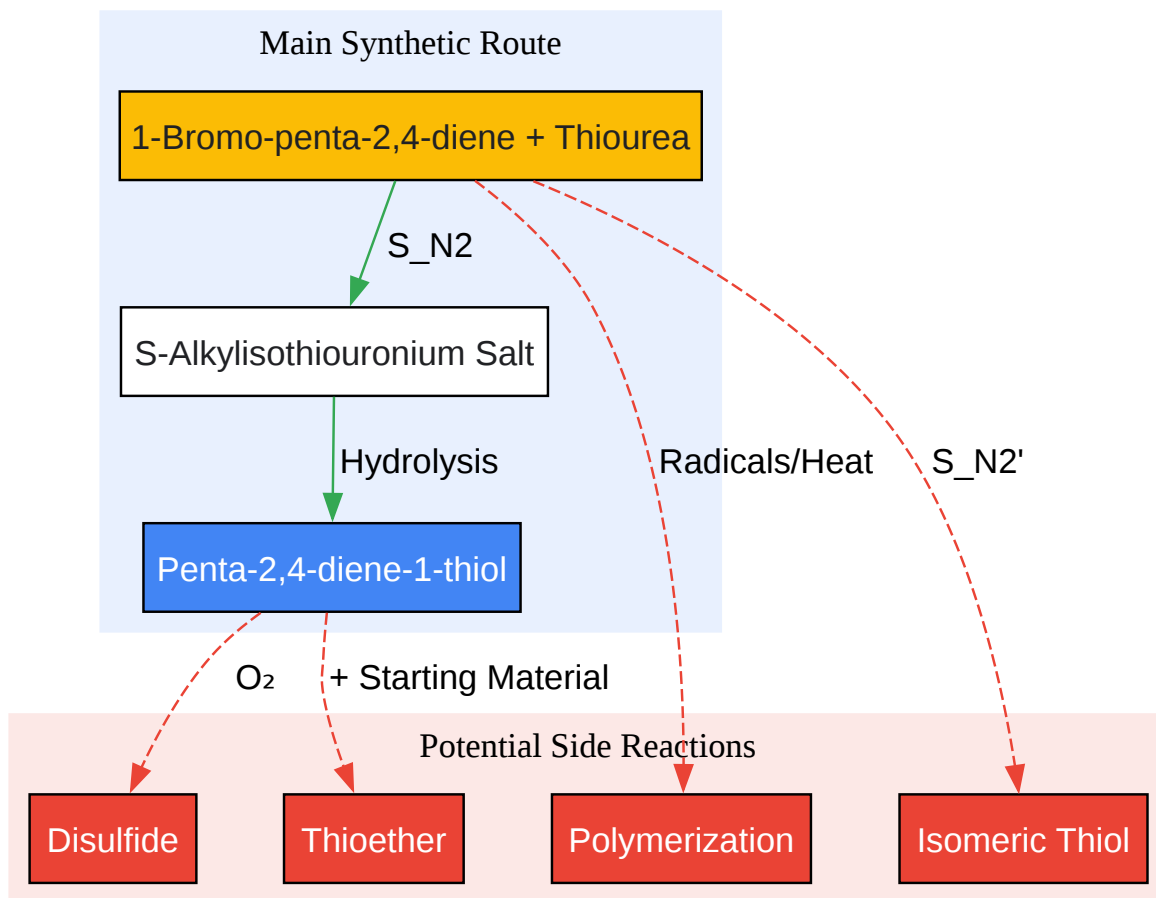 Main Synthetic Route
1-Bromo-penta-2,4-diene + Thiourea
S_N2
S-Alkylisothiouronium Salt
Hydrolysis
Radicals/Heat
S_N2'
Penta-2,4-diene-1-thiol
O₂
+ Starting Material
Potential Side Reactions
Disulfide
Thioether
Polymerization
Isomeric Thiol